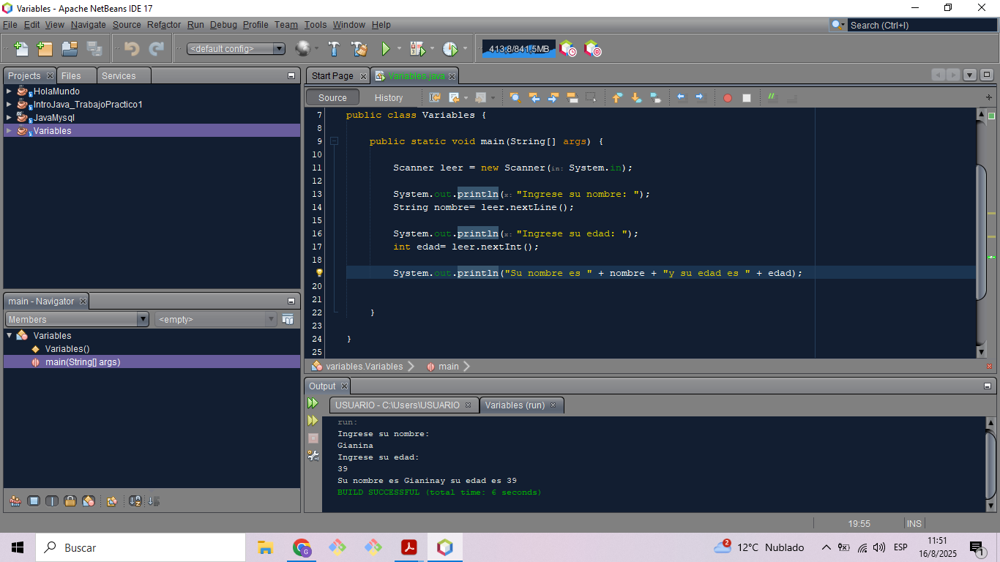 Variables - Apache NetBeans IDE 17
File Edit View Navigate Source Refactor Run Debug Profile Team Tools Window Help
Search (Ctrl+I)
<default config>
413,8/841,5MB
Projects Files Services
HolaMundo
IntroJava_TrabajoPractico1
JavaMysql
Variables
main - Navigator
Members <empty>
Variables
Variables()
main(String[] args)
Start Page Variables.java
Source History
7 public class Variables {
8
9 public static void main(String[] args) {
10
11 Scanner leer = new Scanner(in: System.in);
12
13 System.out.println(x: "Ingrese su nombre: ");
14 String nombre= leer.nextLine();
15
16 System.out.println(x: "Ingrese su edad: ");
17 int edad= leer.nextInt();
18
System.out.println("Su nombre es " + nombre + "y su edad es " + edad);
20
21
22 }
23
24 }
25
variables.Variables main
Output
USUARIO - C:\Users\USUARIO Variables (run)
run:
Ingrese su nombre:
Gianina
Ingrese su edad:
39
Su nombre es Gianinay su edad es 39
BUILD SUCCESSFUL (total time: 6 seconds)
19:55 INS
Buscar
G
2
12°C Nublado
ESP
11:51
16/8/2025
1